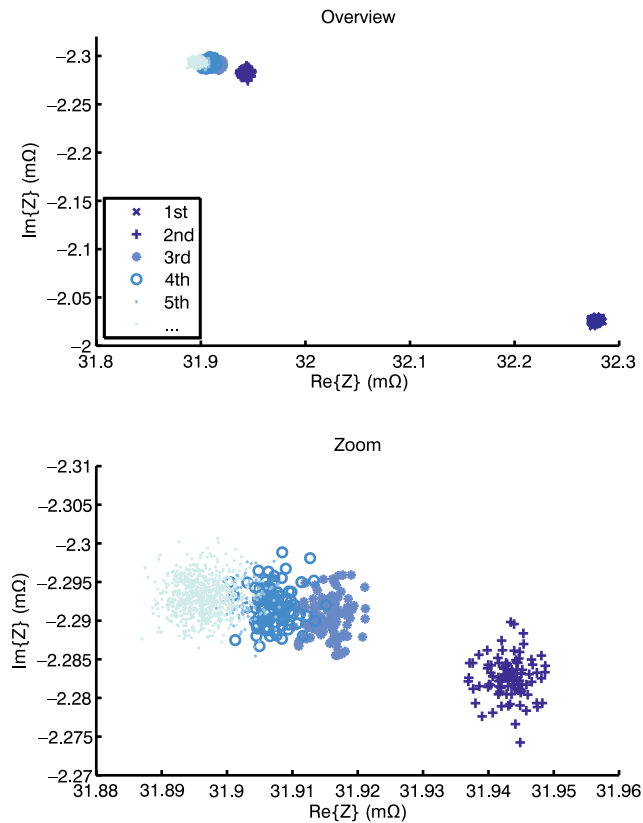 Overview
−2.3
−2.25
−2.2
−2.15
−2.1
−2.05
−2
Im{Z} (mΩ)
1st
2nd
3rd
4th
5th
...
31.8 31.9 32 32.1 32.2 32.3
Re{Z} (mΩ)
Zoom
−2.31
−2.305
−2.3
−2.295
−2.29
−2.285
−2.28
−2.275
−2.27
Im{Z} (mΩ)
31.88 31.89 31.9 31.91 31.92 31.93 31.94 31.95 31.96
Re{Z} (mΩ)